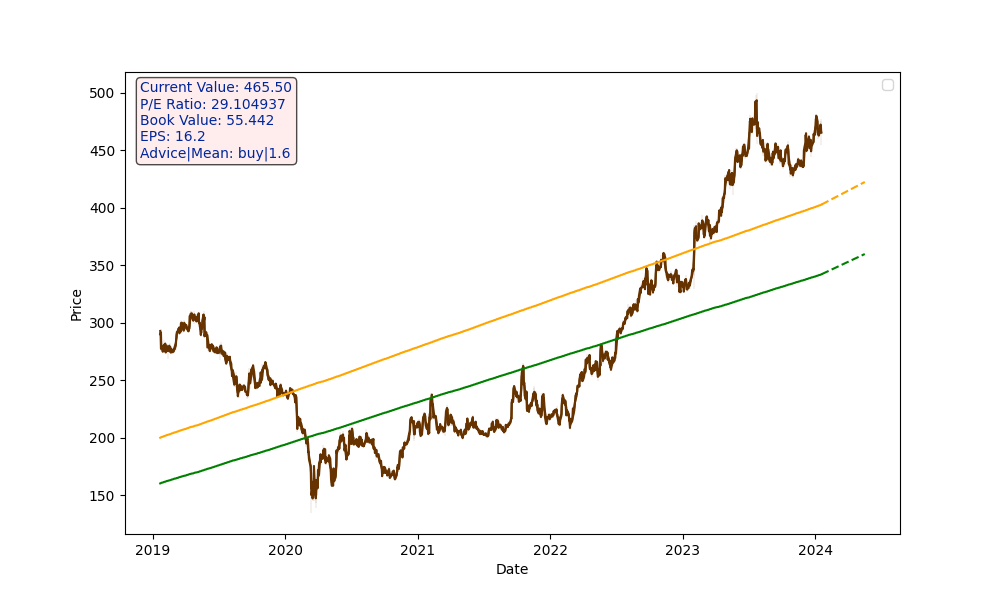 Current Value: 465.50
P/E Ratio: 29.104937
Book Value: 55.442
EPS: 16.2
Advice|Mean: buy|1.6
500
450
400
350
300
250
200
150
Price
2019 2020 2021 2022 2023 2024
Date